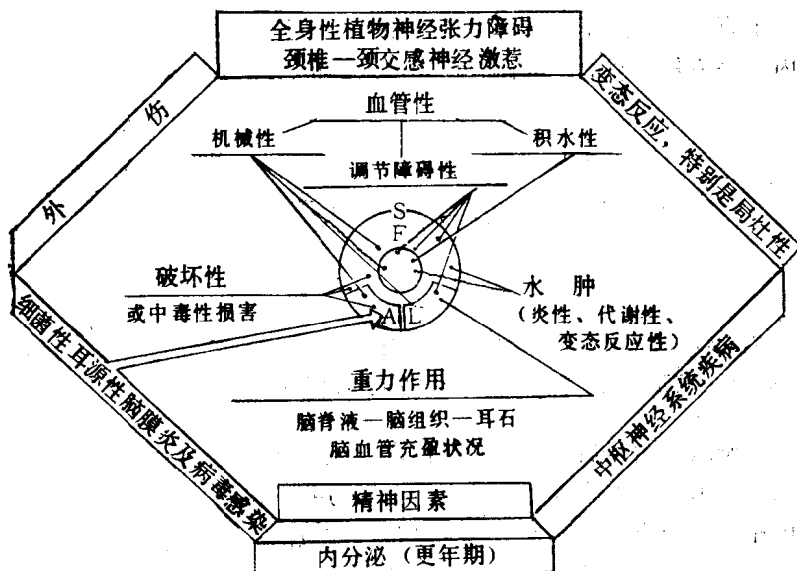 全身性植物神经张力障碍
颈椎—颈交感神经激惹
外伤
变态反应，特别是局灶性
血管性
机械性
积水性
调节障碍性
S
F
A L
破坏性
或中毒性损害
水肿
（炎性、代谢性、
变态反应性）
重力作用
脑脊液—脑组织—耳石
脑血管充盈状况
细菌性耳源性脑膜炎及病毒感染
中枢神经系统疾病
精神因素
内分泌（更年期）